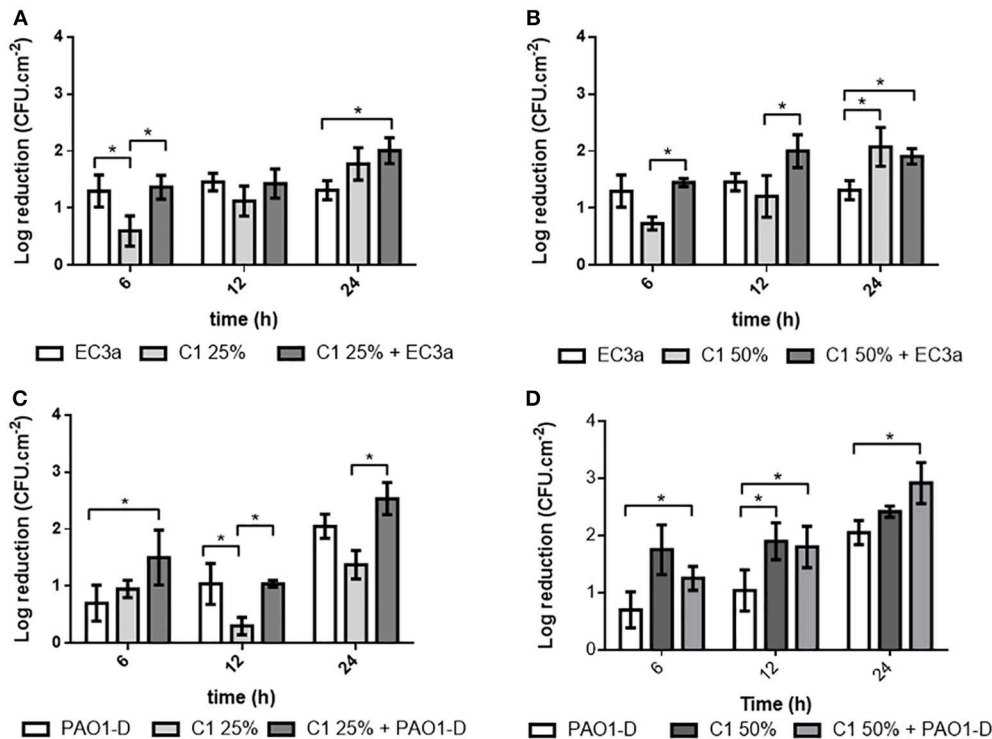 A
Log reduction (CFU.cm-2)
4
3
2
1
0
*
*
*
6
12
24
time (h)
EC3a
C1 25%
C1 25% + EC3a
B
Log reduction (CFU.cm-2)
4
3
2
1
0
*
*
*
*
6
12
24
time (h)
EC3a
C1 50%
C1 50% + EC3a
C
Log reduction (CFU.cm-2)
4
3
2
1
0
*
*
*
*
6
12
24
time (h)
PAO1-D
C1 25%
C1 25% + PAO1-D
D
Log reduction (CFU.cm-2)
4
3
2
1
0
*
*
*
*
6
12
24
Time (h)
PAO1-D
C1 50%
C1 50% + PAO1-D